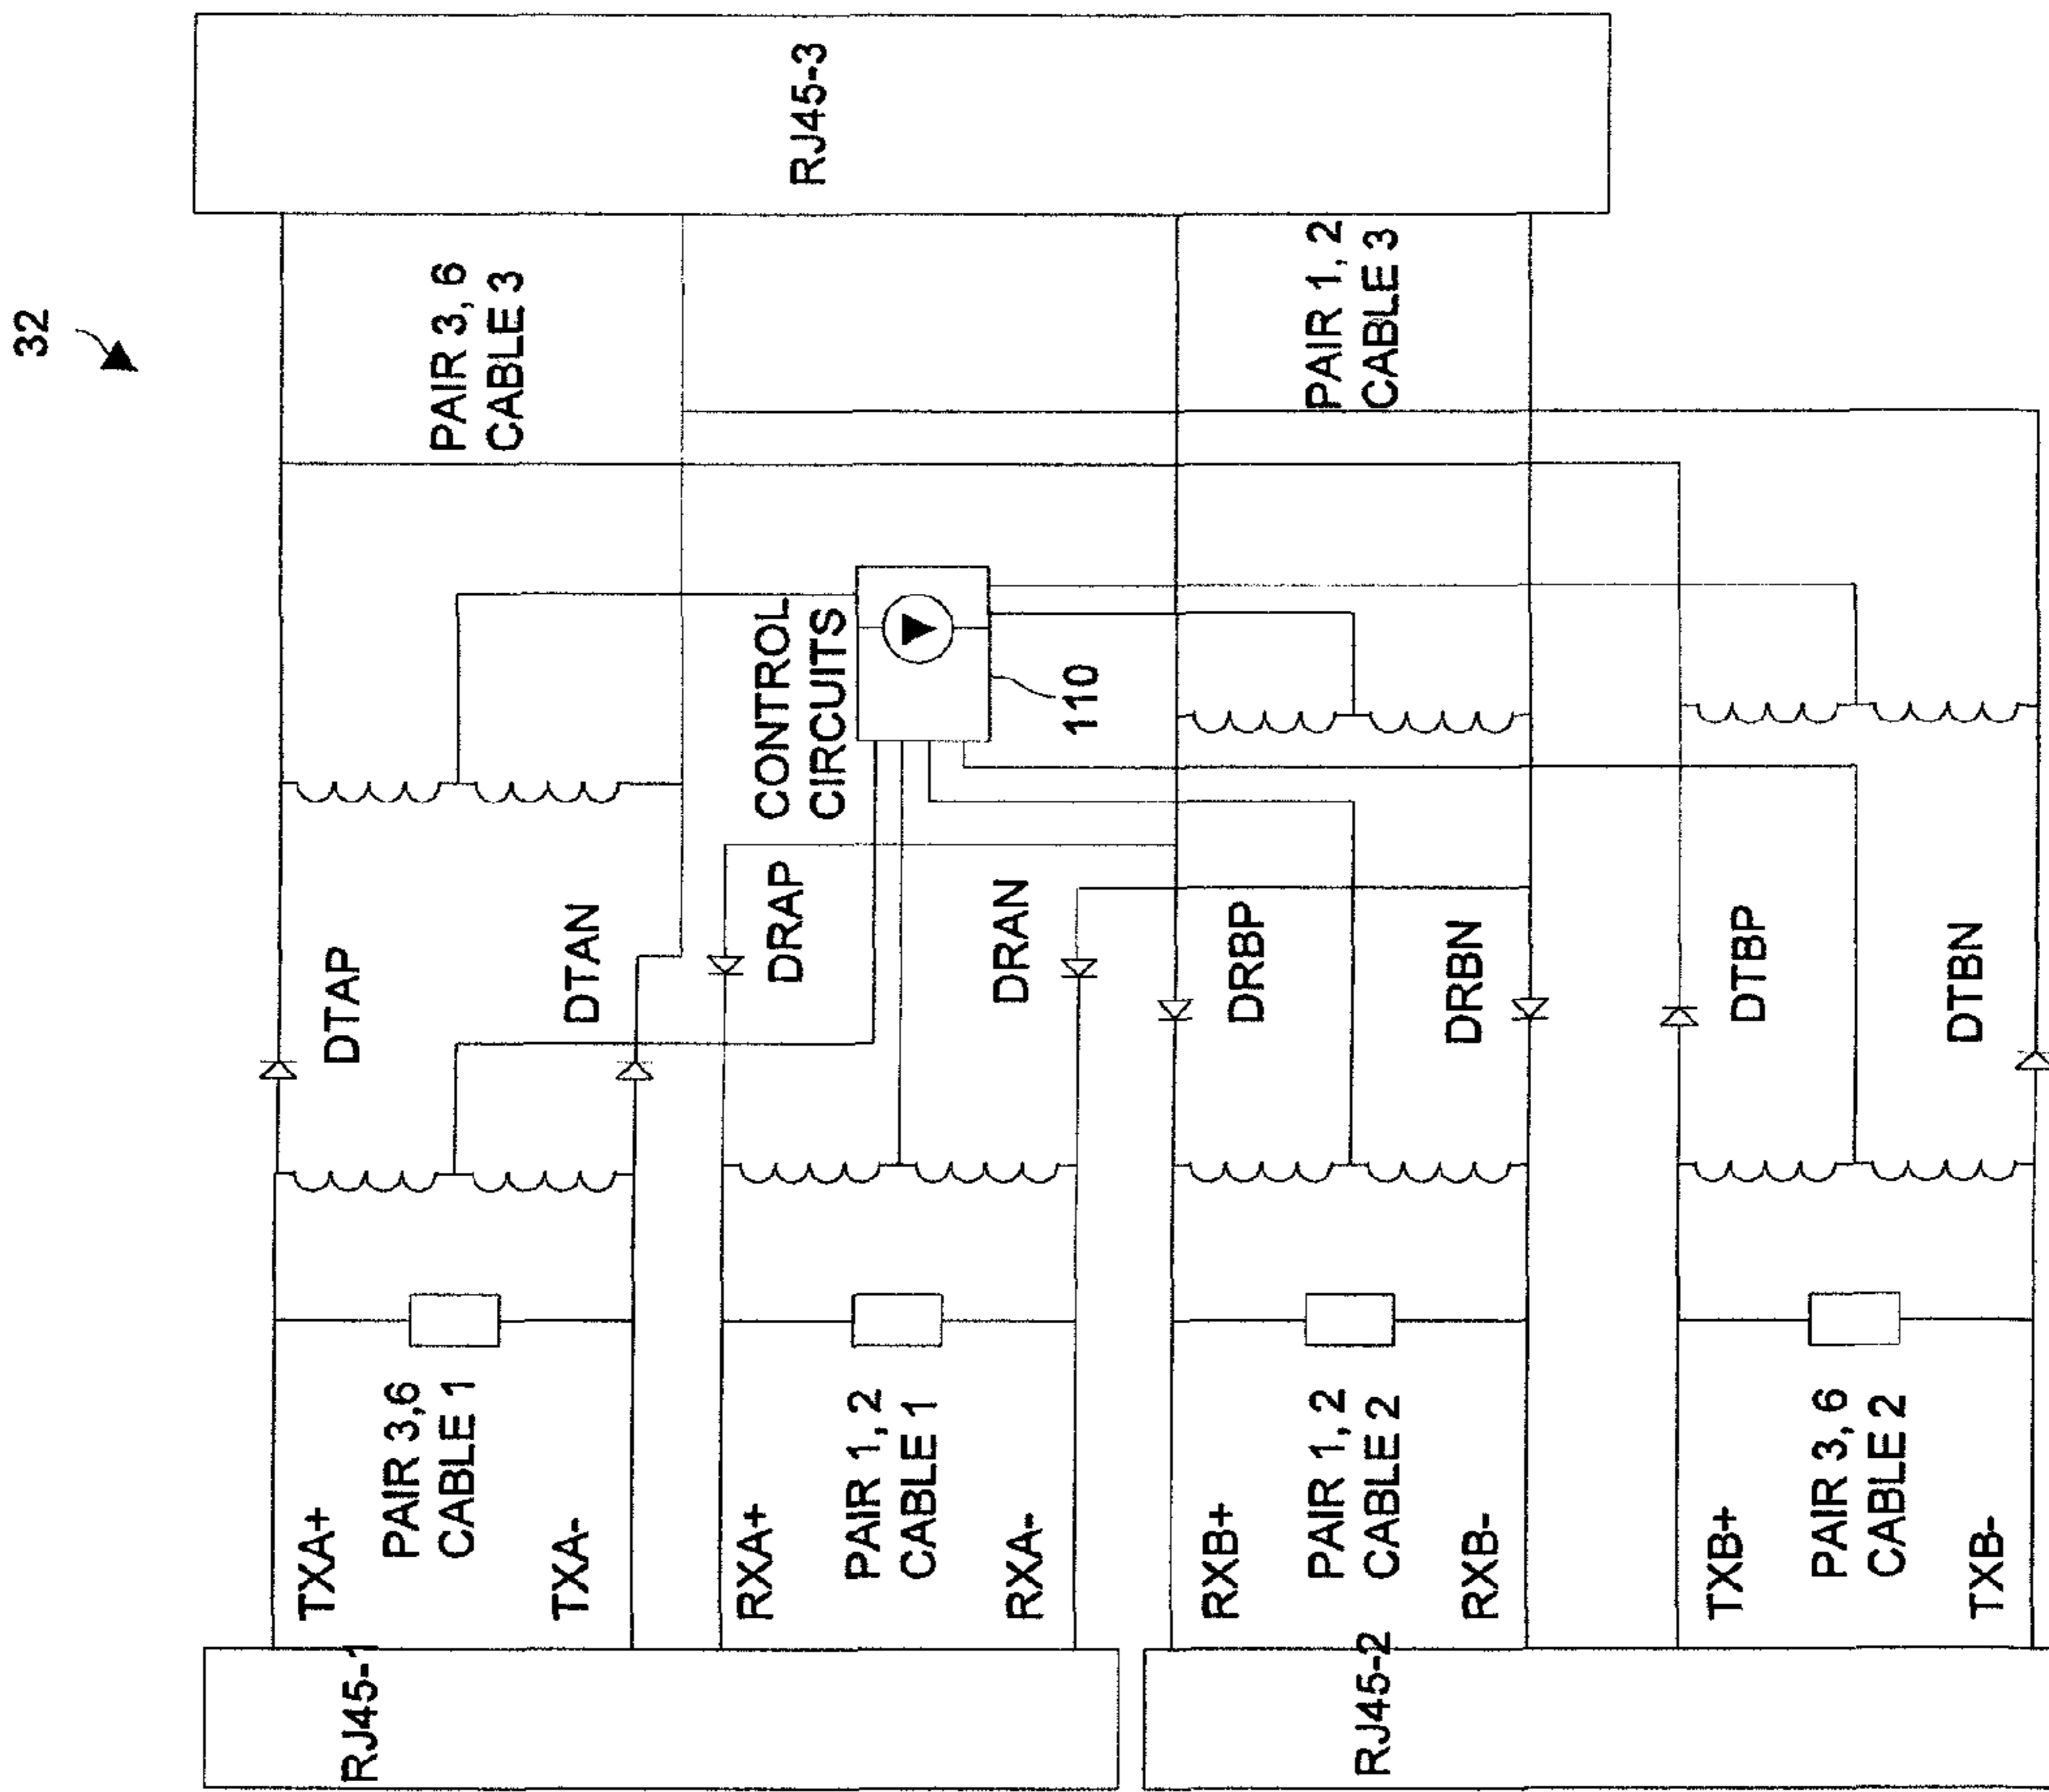 32
RJ45-3
PAIR 3, 6
CABLE 3
PAIR 1, 2
CABLE 3
CONTROL
CIRCUITS
110
DTAP
DTAN
DRAP
DRAN
DRBP
DRBN
DTBP
DTBN
TXA+
PAIR 3,6
CABLE 1
TXA-
RXA+
PAIR 1, 2
CABLE 1
RXA-
RXB+
PAIR 1, 2
CABLE 2
RXB-
TXB+
PAIR 3, 6
CABLE 2
TXB-
RJ45-1
RJ45-2